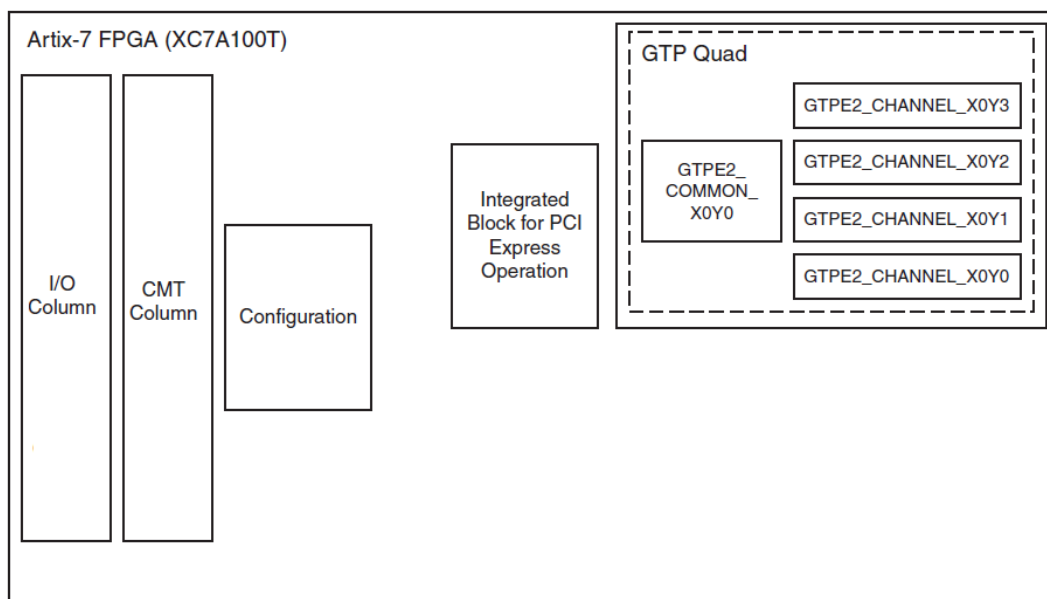 Artix-7 FPGA (XC7A100T)
I/O
Column
CMT
Column
Configuration
Integrated
Block for PCI
Express
Operation
GTP Quad
GTPE2_
COMMON_
X0Y0
GTPE2_CHANNEL_X0Y3
GTPE2_CHANNEL_X0Y2
GTPE2_CHANNEL_X0Y1
GTPE2_CHANNEL_X0Y0